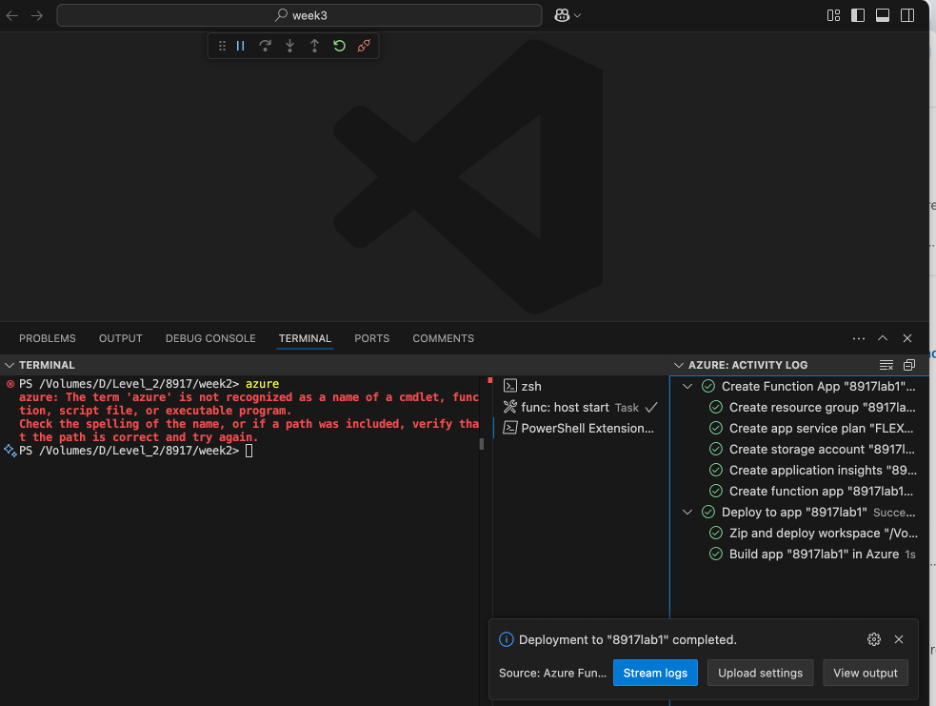 week3
PROBLEMS OUTPUT DEBUG CONSOLE TERMINAL PORTS COMMENTS
TERMINAL
PS /Volumes/D/Level_2/8917/week2> azure
azure: The term 'azure' is not recognized as a name of a cmdlet, func
tion, script file, or executable program.
Check the spelling of the name, or if a path was included, verify tha
t the path is correct and try again.
PS /Volumes/D/Level_2/8917/week2>
zsh
func: host start Task
PowerShell Extension...
AZURE: ACTIVITY LOG
Create Function App "8917lab1"...
Create resource group "8917la...
Create app service plan "FLEX...
Create storage account "8917l...
Create application insights "89...
Create function app "8917lab1...
Deploy to app "8917lab1" Succe...
Zip and deploy workspace "/Vo...
Build app "8917lab1" in Azure 1s
Deployment to "8917lab1" completed.
Source: Azure Fun... Stream logs Upload settings View output